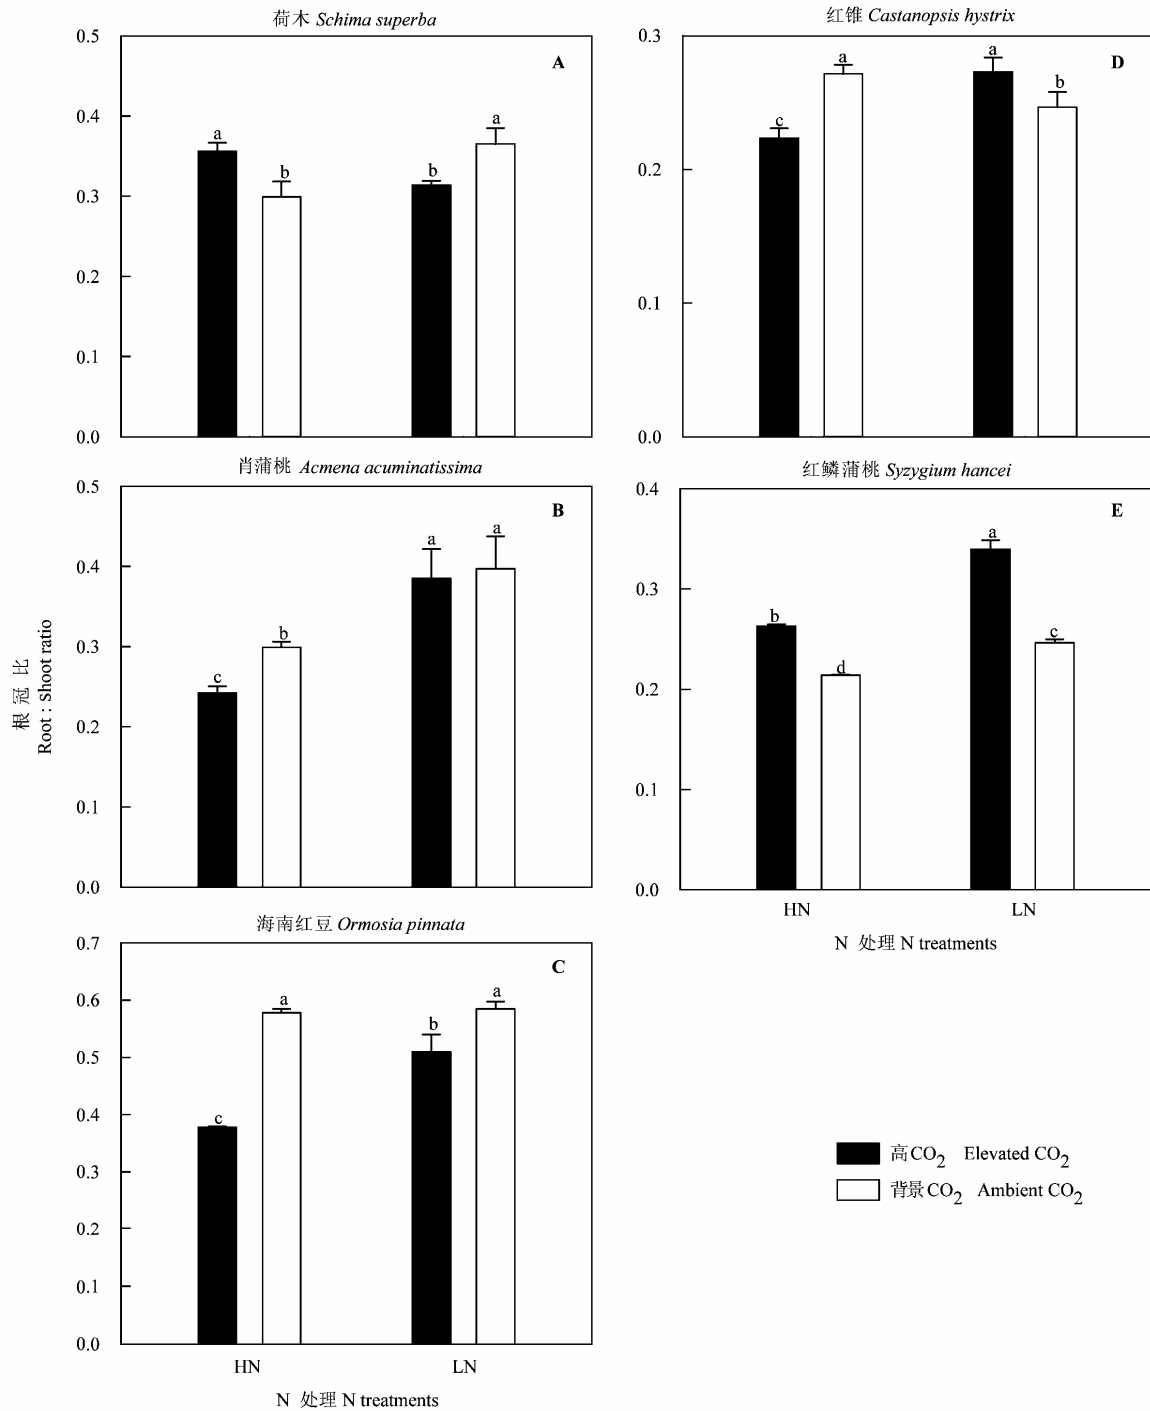 荷木 Schima superba
0.5
A
0.4
a
b
b
a
0.3
0.2
0.1
0.0
红锥 Castanopsis hystrix
0.3
D
c
a
a
b
0.2
0.1
0.0
肖蒲桃 Acmena acuminatissima
0.5
B
0.4
c
b
a
a
0.3
0.2
0.1
0.0
根冠比
Root : shoot ratio
红鳞蒲桃 Syzygium hancei
0.4
E
b
d
a
c
0.3
0.2
0.1
0.0
HN LN
N 处理 N treatments
海南红豆 Ormosia pinnata
0.7
C
0.6
c
a
b
a
0.5
0.4
0.3
0.2
0.1
0.0
HN LN
N 处理 N treatments
高CO2 Elevated CO2
背景CO2 Ambient CO2